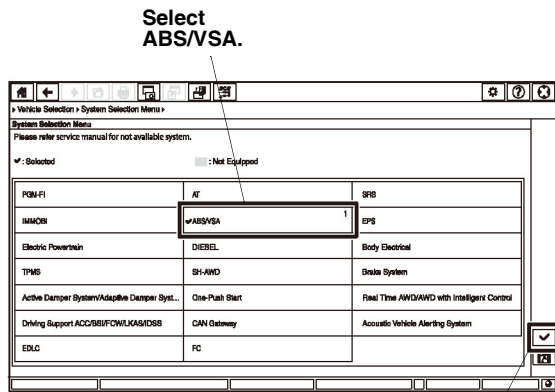 Select
ABS/VSA.
▸ Vehicle Selection ▸ System Selection Menu ▸
System Selection Menu
Please refer service manual for not available system.
✔: Selected : Not Equipped
PGM-FI AT SRS
IMMOBI ✔ABS/VSA 1 EPS
Electric Powertrain DIESEL Body Electrical
TPMS SH-AWD Brake System
Active Damper System/Adaptive Damper Syst... One-Push Start Real Time AWD/AWD with Intelligent Control
Driving Support ACC/BSI/FCW/LKAS/IDSS CAN Gateway Acoustic Vehicle Alerting System
EDLC FC